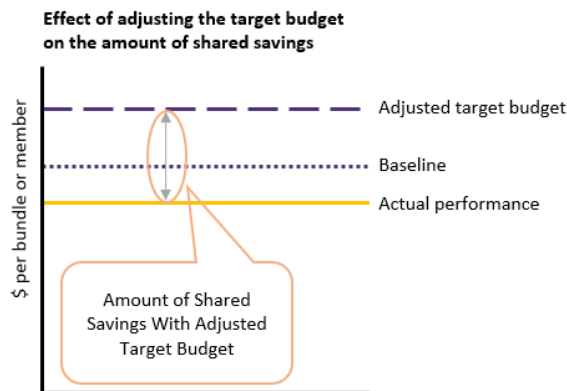 Effect of adjusting the target budget
on the amount of shared savings
Adjusted target budget
Baseline
Actual performance
$ per bundle or member
Amount of Shared
Savings With Adjusted
Target Budget